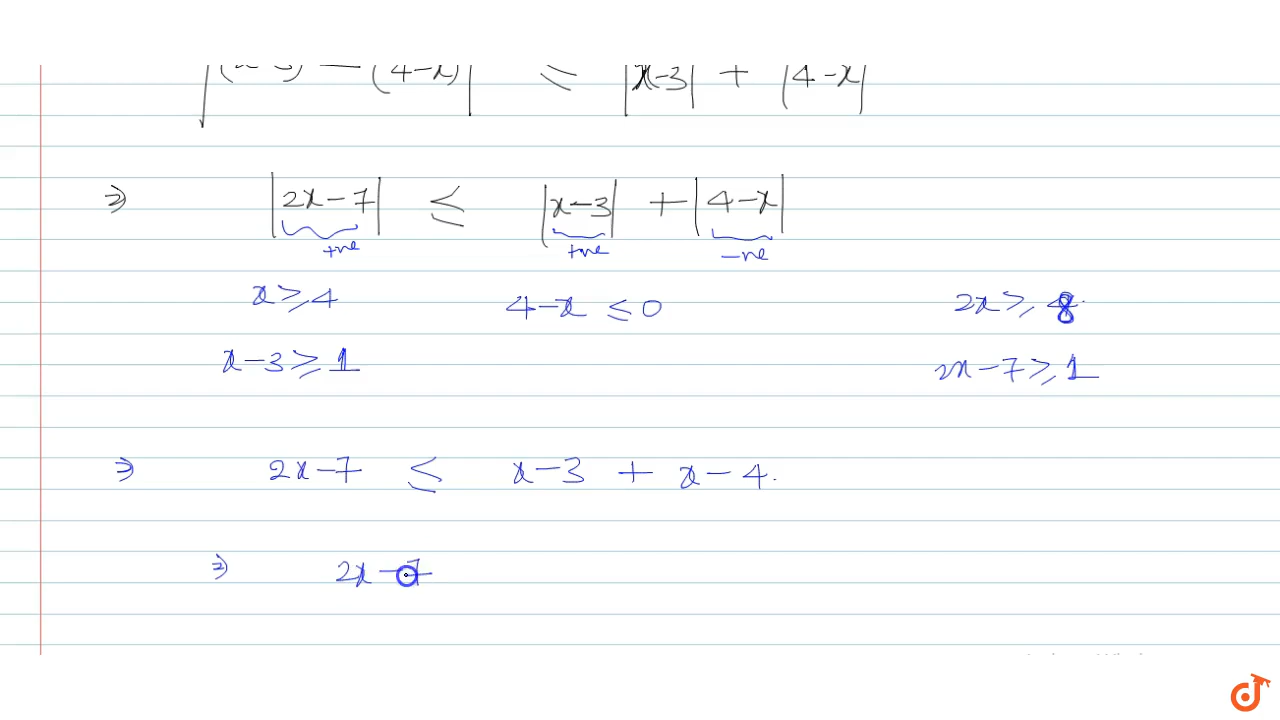 |(x-3) - (4-x)| ≤ |x-3| + |4-x|
⇒ |2x-7| ≤ |x-3| + |4-x|
+ve +ve -ve
x ≥ 4 4-x ≤ 0 2x ≥ 8
x-3 ≥ 1 2x-7 ≥ 1
⇒ 2x-7 ≤ x-3 + x-4.
⇒ 2x-7